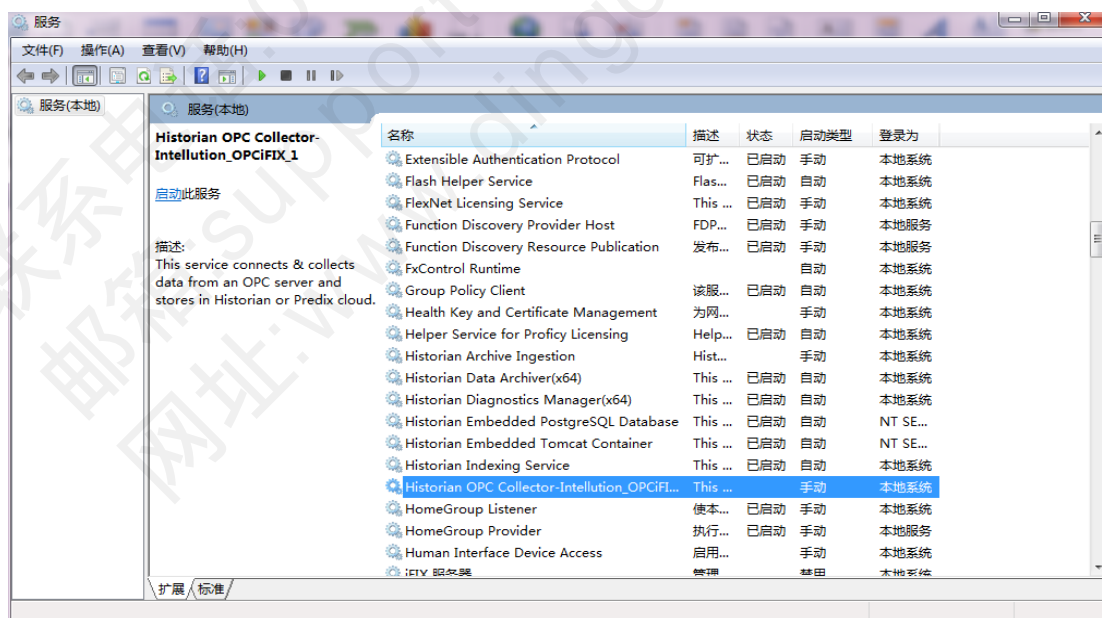 服务
文件(F) 操作(A) 查看(V) 帮助(H)
服务(本地)
服务(本地)
Historian OPC Collector-
Intellution_OPCiFIX_1
启动此服务
描述:
This service connects & collects
data from an OPC server and
stores in Historian or Predix cloud.
名称 描述 状态 启动类型 登录为
Extensible Authentication Protocol 可扩... 已启动 手动 本地系统
Flash Helper Service Flas... 已启动 自动 本地系统
FlexNet Licensing Service This ... 已启动 手动 本地系统
Function Discovery Provider Host FDP... 已启动 手动 本地服务
Function Discovery Resource Publication 发布... 已启动 手动 本地服务
FxControl Runtime 自动 本地系统
Group Policy Client 该服... 已启动 自动 本地系统
Health Key and Certificate Management 为网... 手动 本地系统
Helper Service for Proficy Licensing Help... 已启动 自动 本地系统
Historian Archive Ingestion Hist... 手动 本地系统
Historian Data Archiver(x64) This ... 已启动 自动 本地系统
Historian Diagnostics Manager(x64) This ... 已启动 自动 本地系统
Historian Embedded PostgreSQL Database This ... 已启动 自动 NT SE...
Historian Embedded Tomcat Container This ... 已启动 自动 NT SE...
Historian Indexing Service This ... 已启动 自动 本地系统
Historian OPC Collector-Intellution_OPCiFI... This ... 手动 本地系统
HomeGroup Listener 使本... 已启动 手动 本地系统
HomeGroup Provider 执行... 已启动 手动 本地服务
Human Interface Device Access 启用... 手动 本地系统
iFIX 服务器 管理 禁用 本地系统
扩展 标准